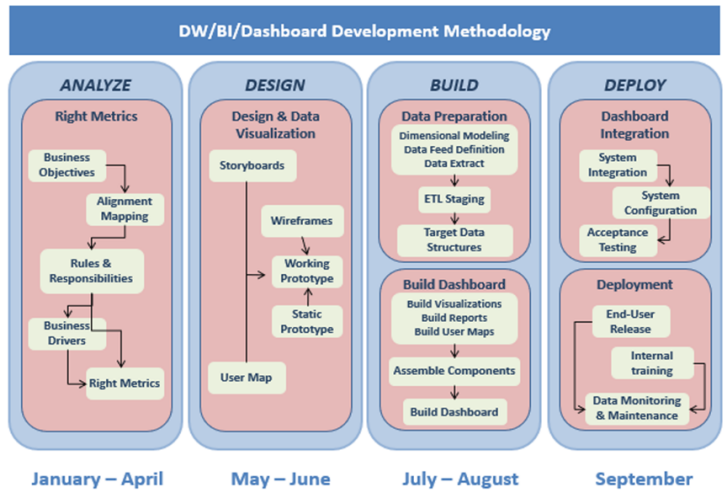 DW/BI/Dashboard Development Methodology
ANALYZE
Right Metrics
Business
Objectives
Alignment
Mapping
Rules &
Responsibilities
Business
Drivers
Right Metrics
January – April
DESIGN
Design & Data
Visualization
Storyboards
Wireframes
Working
Prototype
Static
Prototype
User Map
May – June
BUILD
Data Preparation
Dimensional Modeling
Data Feed Definition
Data Extract
ETL Staging
Target Data
Structures
Build Dashboard
Build Visualizations
Build Reports
Build User Maps
Assemble Components
Build Dashboard
July – August
DEPLOY
Dashboard
Integration
System
Integration
System
Configuration
Acceptance
Testing
Deployment
End-User
Release
Internal
training
Data Monitoring
& Maintenance
September